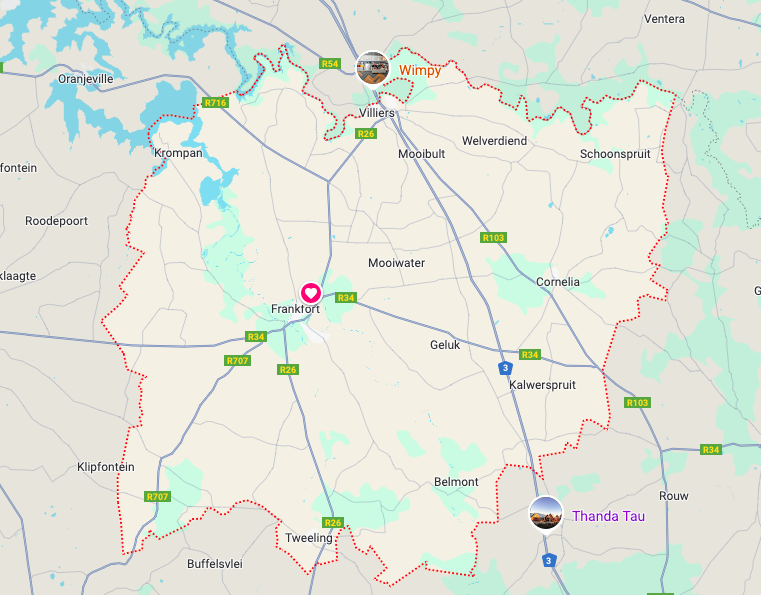 Ventera
R54
Wimpy
Oranjeville
R716
Villiers
R26
Welverdiend
Mooibult
Schoonspruit
Krompan
fontein
Roodepoort
R103
Mooiwater
klaagte
Cornelia
G
R34
Frankfort
R34
Geluk
R34
R707
3
R26
Kalwerspruit
R103
R34
Klipfontein
Belmont
R707
Rouw
Thanda Tau
R26
Tweeling
3
Buffelsvlei